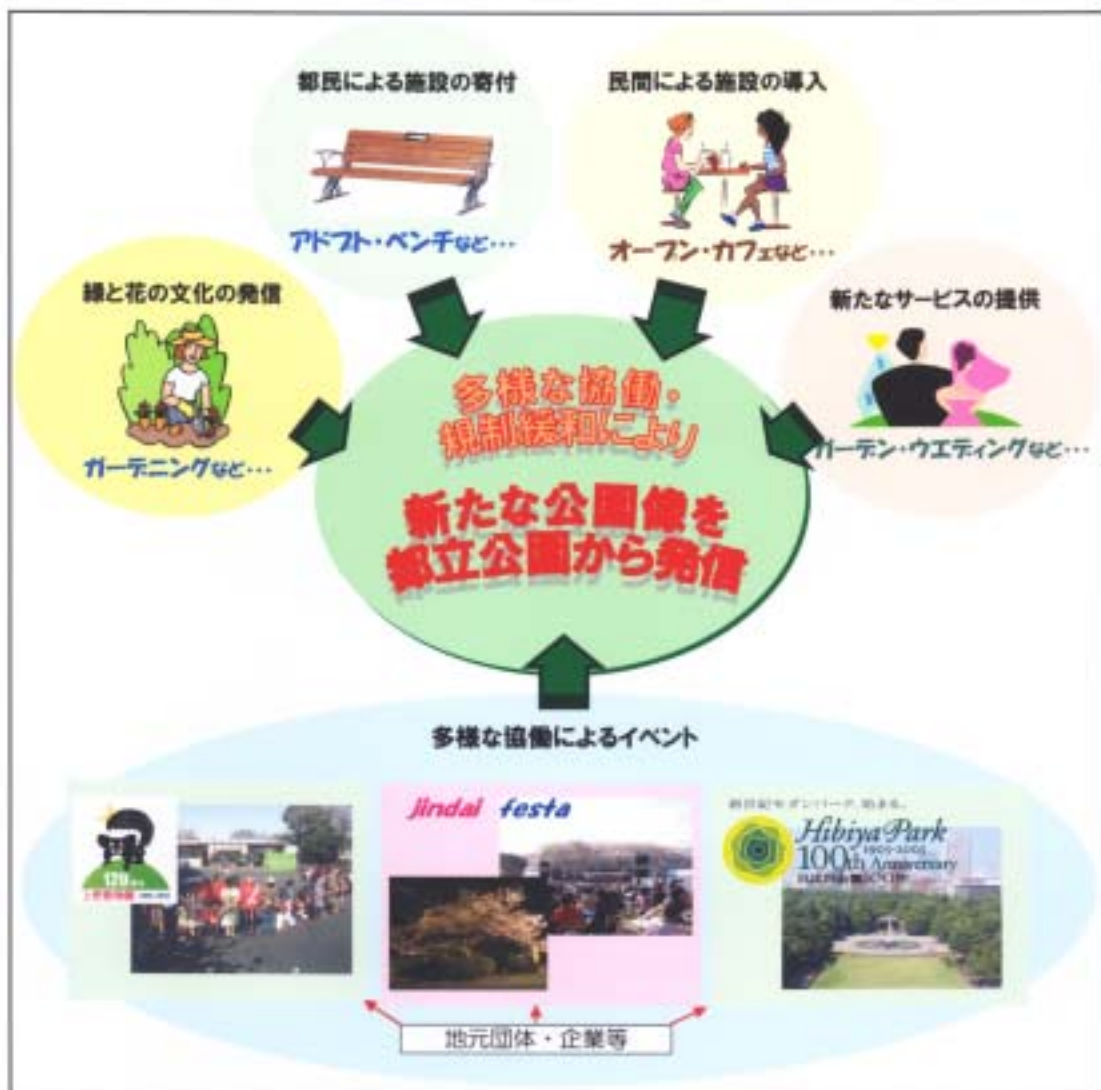 都民による施設の寄付
アドプト・ベンチなど…
民間による施設の導入
オープン・カフェなど…
緑と花の文化の発信
ガーデニングなど…
新たなサービスの提供
ガーデン・ウエディングなど…
多様な協働・
規制緩和により
新たな公園像を
都立公園から発信
多様な協働によるイベント
jindai festa
Hibiya Park
100th Anniversary
地元団体・企業等